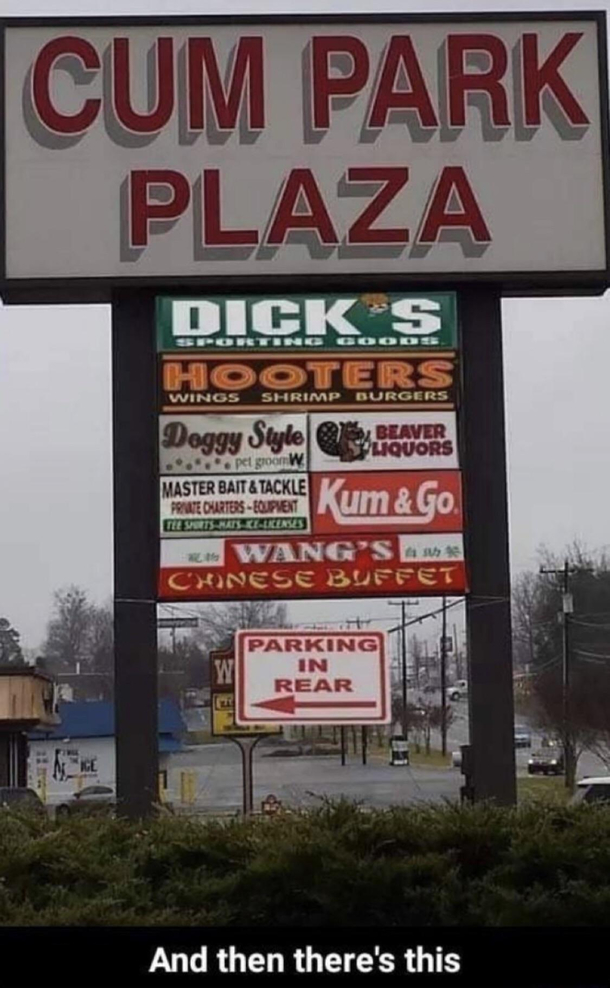 CUM PARK
PLAZA
DICK'S
SPORTING GOODS
HOOTERS
WINGS SHRIMP BURGERS
Doggy Style
pet groom
BEAVER
LIQUORS
MASTER BAIT & TACKLE
PRIVATE CHARTERS - EQUIPMENT
TEE SHIRTS-HATS-ICE-LICENSES
Kum & Go
WANG'S
CHINESE BUFFET
PARKING
IN
REAR
W
ICE
And then there's this